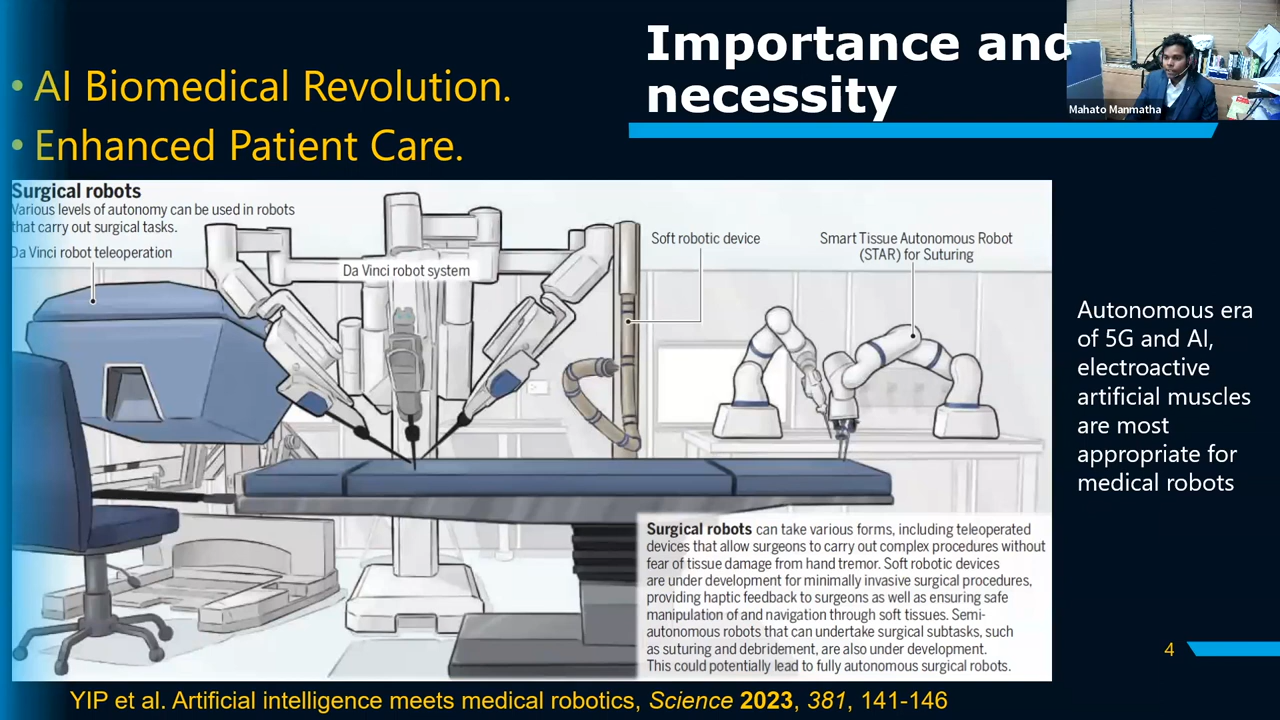 Importance and
necessity
Mahato Manmatha
• AI Biomedical Revolution.
• Enhanced Patient Care.
Surgical robots
Various levels of autonomy can be used in robots
that carry out surgical tasks.
Da Vinci robot teleoperation
Da Vinci robot system
Soft robotic device
Smart Tissue Autonomous Robot
(STAR) for Suturing
Surgical robots can take various forms, including teleoperated
devices that allow surgeons to carry out complex procedures without
fear of tissue damage from hand tremor. Soft robotic devices
are under development for minimally invasive surgical procedures,
providing haptic feedback to surgeons as well as ensuring safe
manipulation of and navigation through soft tissues. Semi-
autonomous robots that can undertake surgical subtasks, such
as suturing and debridement, are also under development.
This could potentially lead to fully autonomous surgical robots.
Autonomous era
of 5G and AI,
electroactive
artificial muscles
are most
appropriate for
medical robots
4
YIP et al. Artificial intelligence meets medical robotics, Science 2023, 381, 141-146